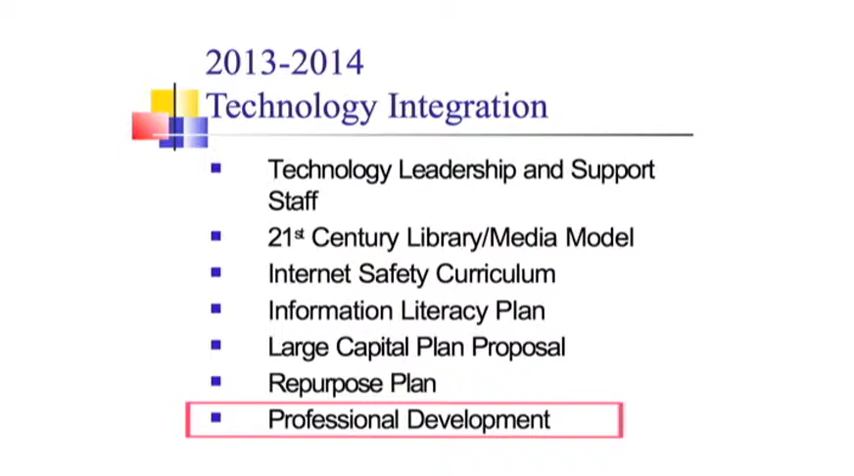 2013-2014
Technology Integration
Technology Leadership and Support
Staff
21st Century Library/Media Model
Internet Safety Curriculum
Information Literacy Plan
Large Capital Plan Proposal
Repurpose Plan
Professional Development